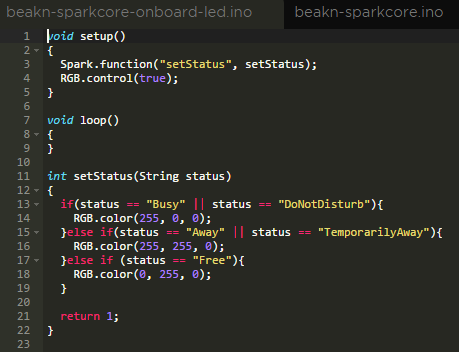 beakn-sparkcore-onboard-led.ino beakn-sparkcore.ino
1 void setup()
2 {
3   Spark.function("setStatus", setStatus);
4   RGB.control(true);
5 }
6
7 void loop()
8 {
9 }
10
11 int setStatus(String status)
12 {
13   if(status == "Busy" || status == "DoNotDisturb"){
14     RGB.color(255, 0, 0);
15   }else if(status == "Away" || status == "TemporarilyAway"){
16     RGB.color(255, 255, 0);
17   }else if (status == "Free"){
18     RGB.color(0, 255, 0);
19   }
20
21   return 1;
22 }
23